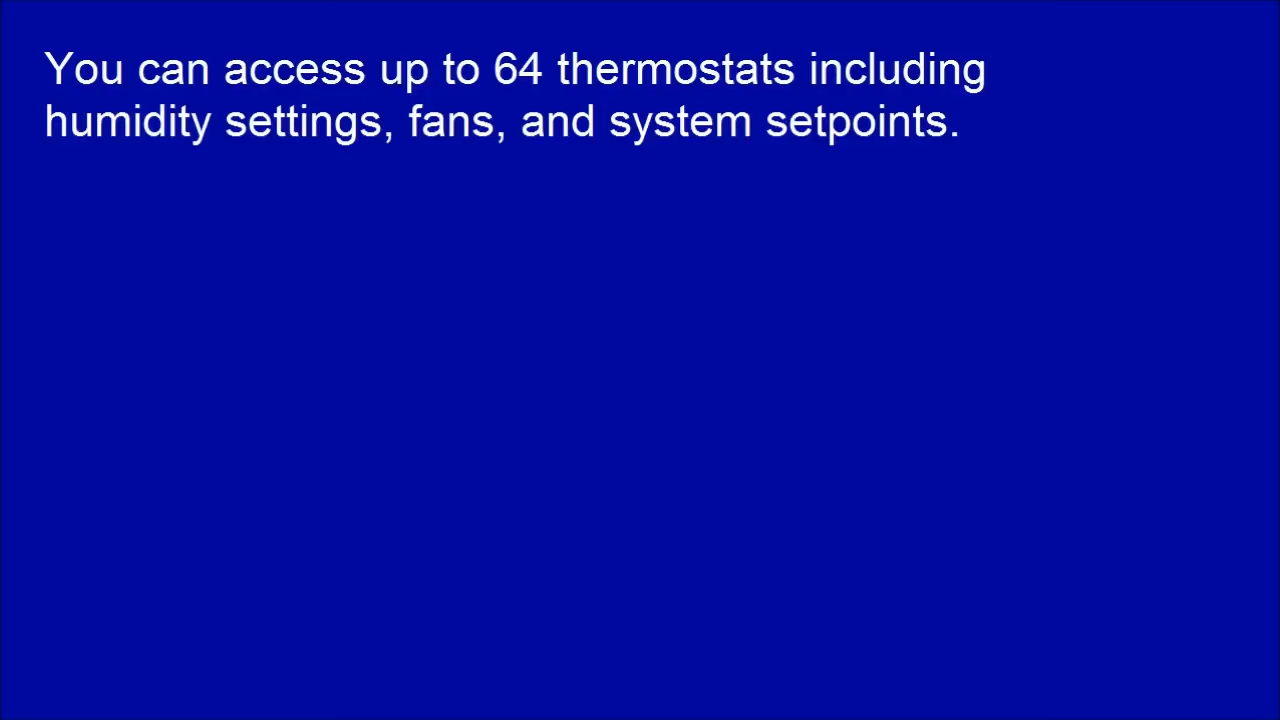 You can access up to 64 thermostats including
humidity settings, fans, and system setpoints.